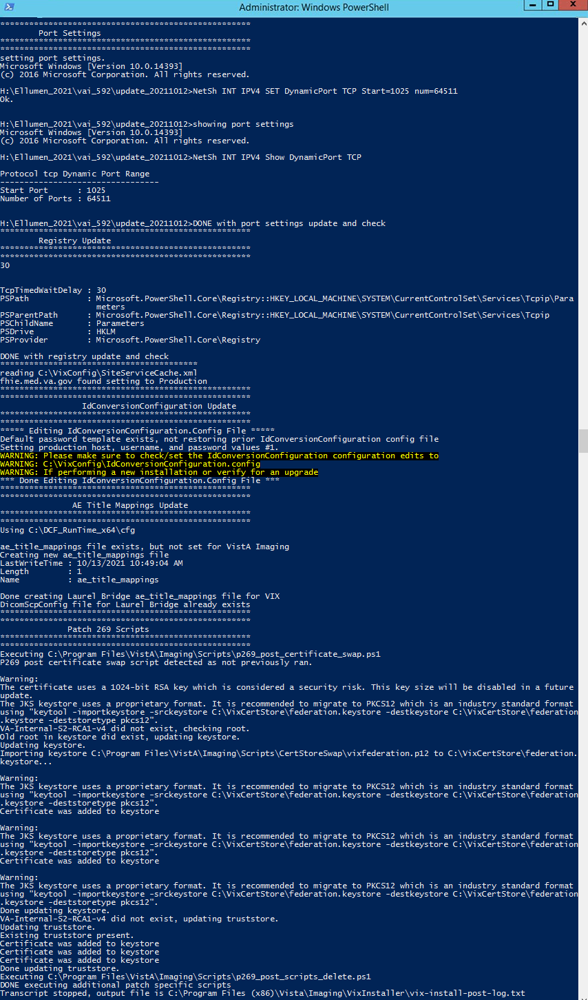 Administrator: Windows PowerShell
****************************************************
Port Settings
****************************************************
****************************************************
setting port settings.
Microsoft Windows [Version 10.0.14393]
(c) 2016 Microsoft Corporation. All rights reserved.
H:\Ellumen_2021\vai_592\update_20211012>NetSh INT IPV4 SET DynamicPort TCP Start=1025 num=64511
Ok.
H:\Ellumen_2021\vai_592\update_20211012>showing port settings
Microsoft Windows [Version 10.0.14393]
(c) 2016 Microsoft Corporation. All rights reserved.
H:\Ellumen_2021\vai_592\update_20211012>NetSh INT IPV4 Show DynamicPort TCP
Protocol tcp Dynamic Port Range
---------------------------------
Start Port      : 1025
Number of Ports : 64511
H:\Ellumen_2021\vai_592\update_20211012>DONE with port settings update and check
****************************************************
Registry Update
****************************************************
****************************************************
30
TcpTimedWaitDelay : 30
PSPath            : Microsoft.PowerShell.Core\Registry::HKEY_LOCAL_MACHINE\SYSTEM\CurrentControlSet\Services\Tcpip\Para
meters
PSParentPath      : Microsoft.PowerShell.Core\Registry::HKEY_LOCAL_MACHINE\SYSTEM\CurrentControlSet\Services\Tcpip
PSChildName       : Parameters
PSDrive           : HKLM
PSProvider        : Microsoft.PowerShell.Core\Registry
DONE with registry update and check
*****************************************
reading C:\VixConfig\SiteServiceCache.xml
fhie.med.va.gov found setting to Production
****************************************************
****************************************************
IdConversionConfiguration Update
****************************************************
****************************************************
***** Editing IdConversionConfiguration.Config File *****
Default password template exists, not restoring prior IdConversionConfiguration config file
Setting production host, username, and password values #1.
WARNING: Please make sure to check/set the IdConversionConfiguration configuration edits to
WARNING: C:\VixConfig\IdConversionConfiguration.config
WARNING: If performing a new installation or verify for an upgrade
*** Done Editing IdConversionConfiguration.Config File ***
****************************************************
****************************************************
AE Title Mappings Update
****************************************************
****************************************************
Using C:\DCF_RunTime_x64\cfg
ae_title_mappings file exists, but not set for VistA Imaging
Creating new ae_title_mappings file
LastWriteTime : 10/13/2021 10:49:04 AM
Length        : 1
Name          : ae_title_mappings
Done creating Laurel Bridge ae_title_mappings file for VIX
DicomScpConfig file for Laurel Bridge already exists
****************************************************
****************************************************
Patch 269 Scripts
****************************************************
****************************************************
Executing C:\Program Files\VistA\Imaging\Scripts\p269_post_certificate_swap.ps1
P269 post certificate swap script detected as not previously ran.
Warning:
The certificate uses a 1024-bit RSA key which is considered a security risk. This key size will be disabled in a future
update.
The JKS keystore uses a proprietary format. It is recommended to migrate to PKCS12 which is an industry standard format
using "keytool -importkeystore -srckeystore C:\VixCertStore\federation.keystore -destkeystore C:\VixCertStore\federation
.keystore -deststoretype pkcs12".
VA-Internal-S2-RCA1-v4 did not exist, checking root.
Old root in keystore did exist, updating keystore.
Updating keystore.
Importing keystore C:\Program Files\VistA\Imaging\Scripts\CertStoreSwap\vixfederation.p12 to C:\VixCertStore\federation.
keystore...
Warning:
The JKS keystore uses a proprietary format. It is recommended to migrate to PKCS12 which is an industry standard format
using "keytool -importkeystore -srckeystore C:\VixCertStore\federation.keystore -destkeystore C:\VixCertStore\federation
.keystore -deststoretype pkcs12".
Certificate was added to keystore
Warning:
The JKS keystore uses a proprietary format. It is recommended to migrate to PKCS12 which is an industry standard format
using "keytool -importkeystore -srckeystore C:\VixCertStore\federation.keystore -destkeystore C:\VixCertStore\federation
.keystore -deststoretype pkcs12".
Certificate was added to keystore
Warning:
The JKS keystore uses a proprietary format. It is recommended to migrate to PKCS12 which is an industry standard format
using "keytool -importkeystore -srckeystore C:\VixCertStore\federation.keystore -destkeystore C:\VixCertStore\federation
.keystore -deststoretype pkcs12".
Done updating keystore.
VA-Internal-S2-RCA1-v4 did not exist, updating truststore.
Updating truststore.
Existing truststore present.
Certificate was added to keystore
Certificate was added to keystore
Certificate was added to keystore
Done updating truststore.
Executing C:\Program Files\VistA\Imaging\Scripts\p269_post_scripts_delete.ps1
DONE executing additional patch specific scripts
Transcript stopped, output file is C:\Program Files (x86)\Vista\Imaging\VixInstaller\vix-install-post-log.txt